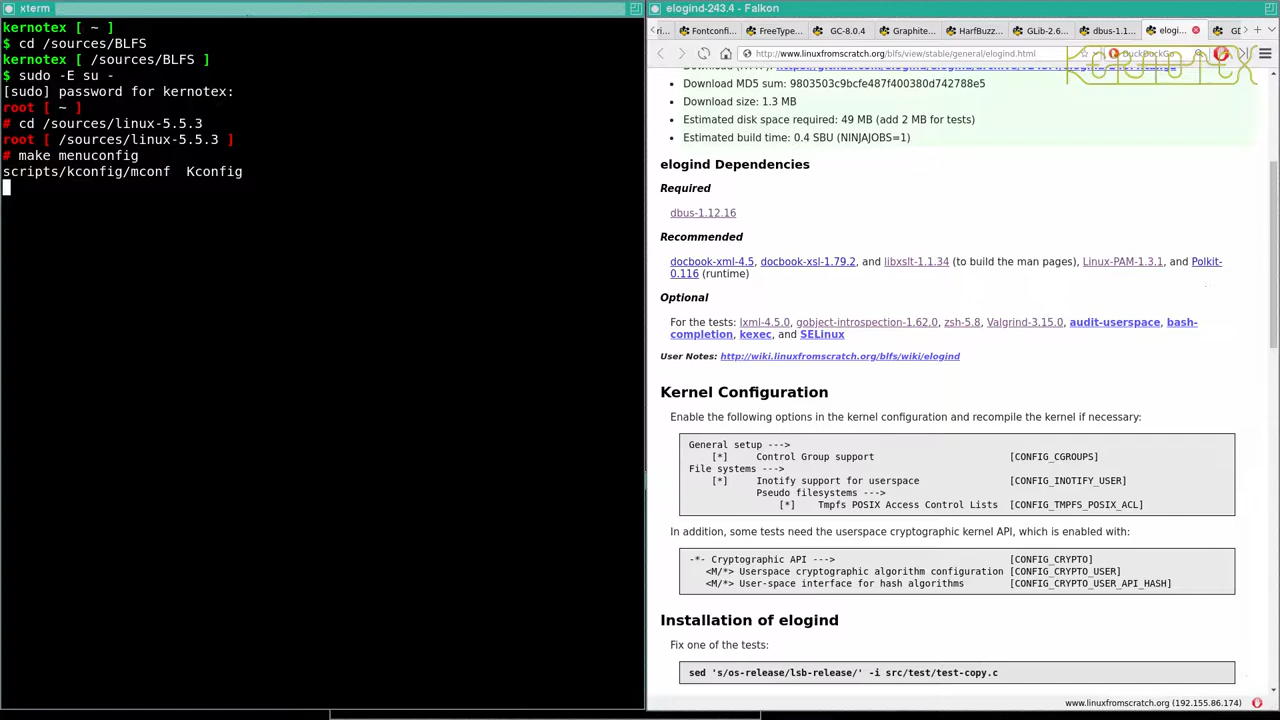 xterm
kernotex [ ~ ]
$ cd /sources/BLFS
kernotex [ /sources/BLFS ]
$ sudo -E su -
[sudo] password for kernotex:
root [ ~ ]
# cd /sources/linux-5.5.3
root [ /sources/linux-5.5.3 ]
# make menuconfig
scripts/kconfig/mconf  Kconfig
elogind-243.4 - Falkon
Fontconfi... FreeType... GC-8.0.4 Graphite... HarfBuzz... GLib-2.6... dbus-1.1... elogi...
http://www.linuxfromscratch.org/blfs/view/stable/general/elogind.html DuckDuckGo
KERNOTEX
• Download MD5 sum: 9803503c9bcfe487f400380d742788e5
• Download size: 1.3 MB
• Estimated disk space required: 49 MB (add 2 MB for tests)
• Estimated build time: 0.4 SBU (NINJAJOBS=1)
elogind Dependencies
Required
dbus-1.12.16
Recommended
docbook-xml-4.5, docbook-xsl-1.79.2, and libxslt-1.1.34 (to build the man pages), Linux-PAM-1.3.1, and Polkit-
0.116 (runtime)
Optional
For the tests: lxml-4.5.0, gobject-introspection-1.62.0, zsh-5.8, Valgrind-3.15.0, audit-userspace, bash-
completion, kexec, and SELinux
User Notes: http://wiki.linuxfromscratch.org/blfs/wiki/elogind
Kernel Configuration
Enable the following options in the kernel configuration and recompile the kernel if necessary:
General setup --->
[*] Control Group support [CONFIG_CGROUPS]
File systems --->
[*] Inotify support for userspace [CONFIG_INOTIFY_USER]
Pseudo filesystems --->
[*] Tmpfs POSIX Access Control Lists [CONFIG_TMPFS_POSIX_ACL]
In addition, some tests need the userspace cryptographic kernel API, which is enabled with:
-*- Cryptographic API ---> [CONFIG_CRYPTO]
<M/*> Userspace cryptographic algorithm configuration [CONFIG_CRYPTO_USER]
<M/*> User-space interface for hash algorithms [CONFIG_CRYPTO_USER_API_HASH]
Installation of elogind
Fix one of the tests:
sed 's/os-release/lsb-release/' -i src/test/test-copy.c
www.linuxfromscratch.org (192.155.86.174)